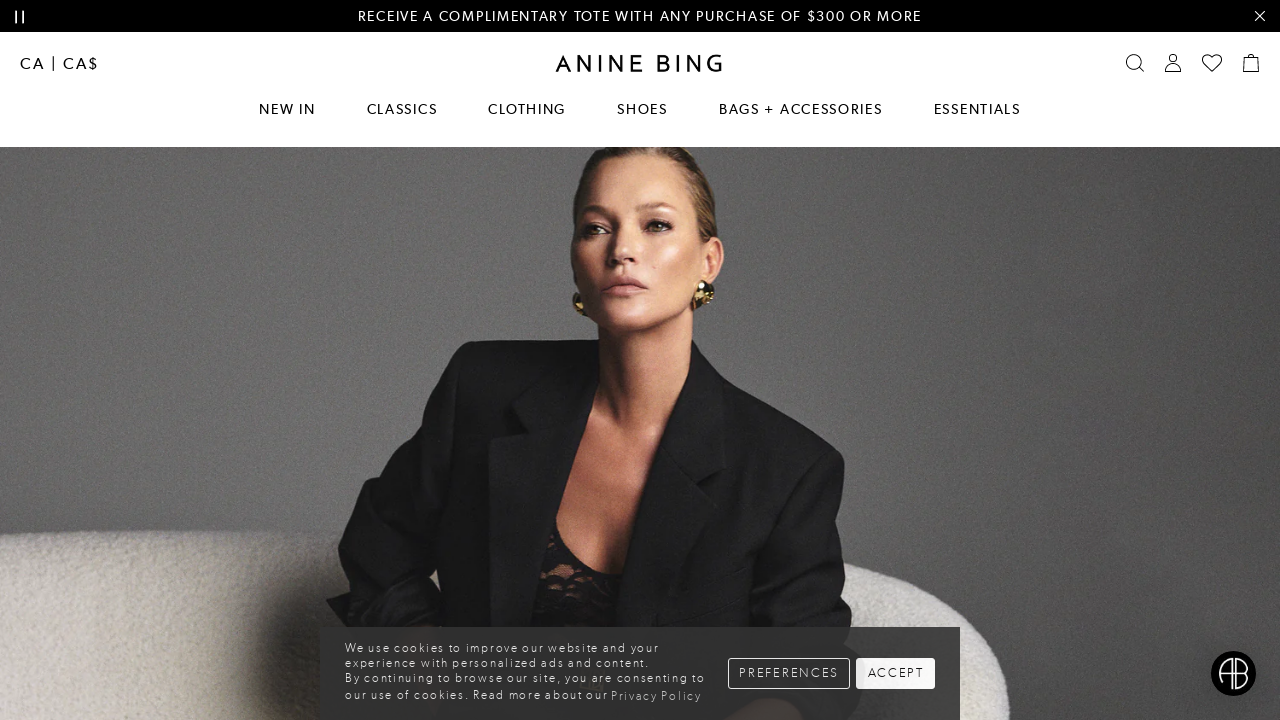 RECEIVE A COMPLIMENTARY TOTE WITH ANY PURCHASE OF $300 OR MORE
CA | CA$
ANINE BING
NEW IN
CLASSICS
CLOTHING
SHOES
BAGS + ACCESSORIES
ESSENTIALS
We use cookies to improve our website and your
experience with personalized ads and content.
By continuing to browse our site, you are consenting to
our use of cookies. Read more about our Privacy Policy
PREFERENCES
ACCEPT
AB